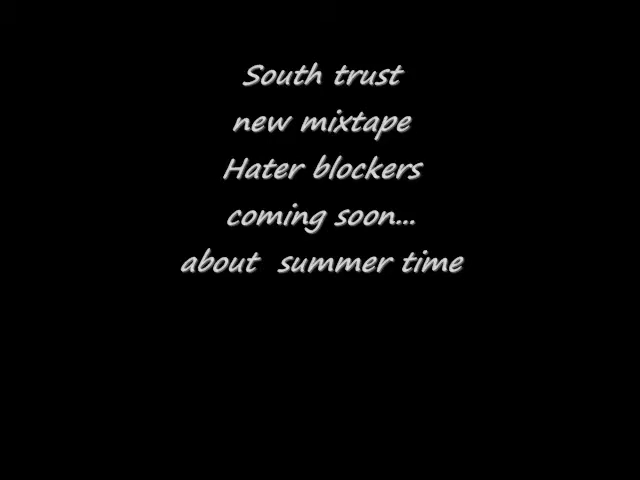 South trust
new mixtape
Hater blockers
coming soon...
about  summer time